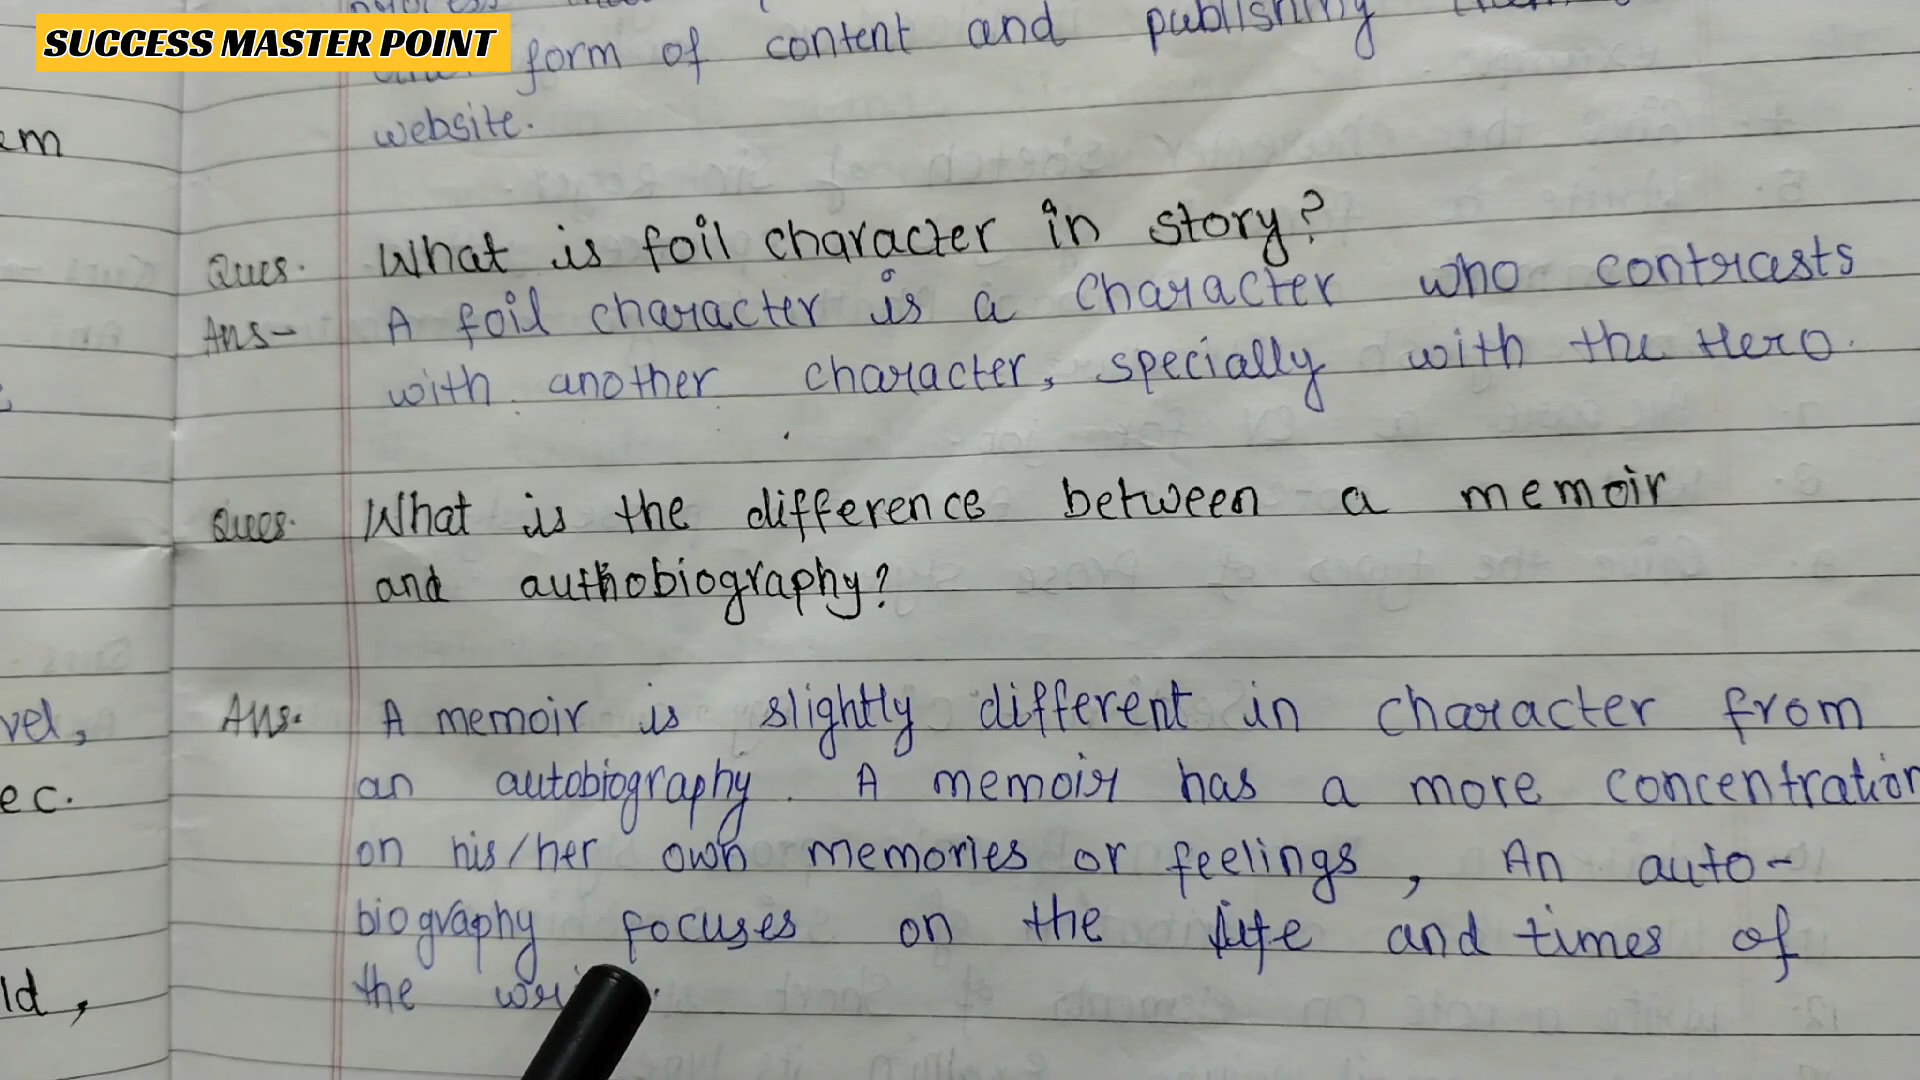 SUCCESS MASTER POINT
publishing
form of content and
website.
em
Ques. What is foil character in story?
Ans- A foil character is a character who contrasts
with another character, specially with the Hero.
Ques. What is the difference between a memoir
and authobiography?
vel,
Ans. A memoir is slightly different in character from
ec.
an autobiography. A memoir has a more concentration
on his/her own memories or feelings, An auto-
biography focuses on the life and times of
ld,
the